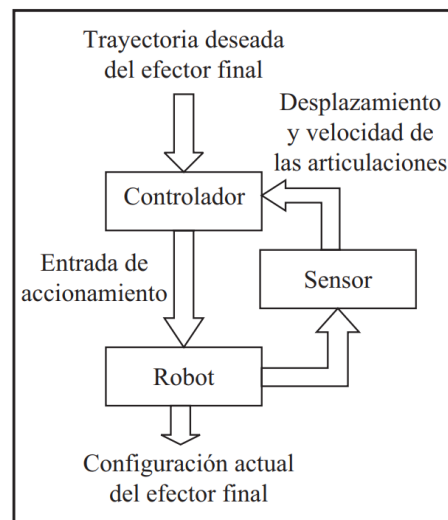 Trayectoria deseada
del efector final
Desplazamiento
y velocidad de
las articulaciones
Controlador
Entrada de
accionamiento
Sensor
Robot
Configuración actual
del efector final